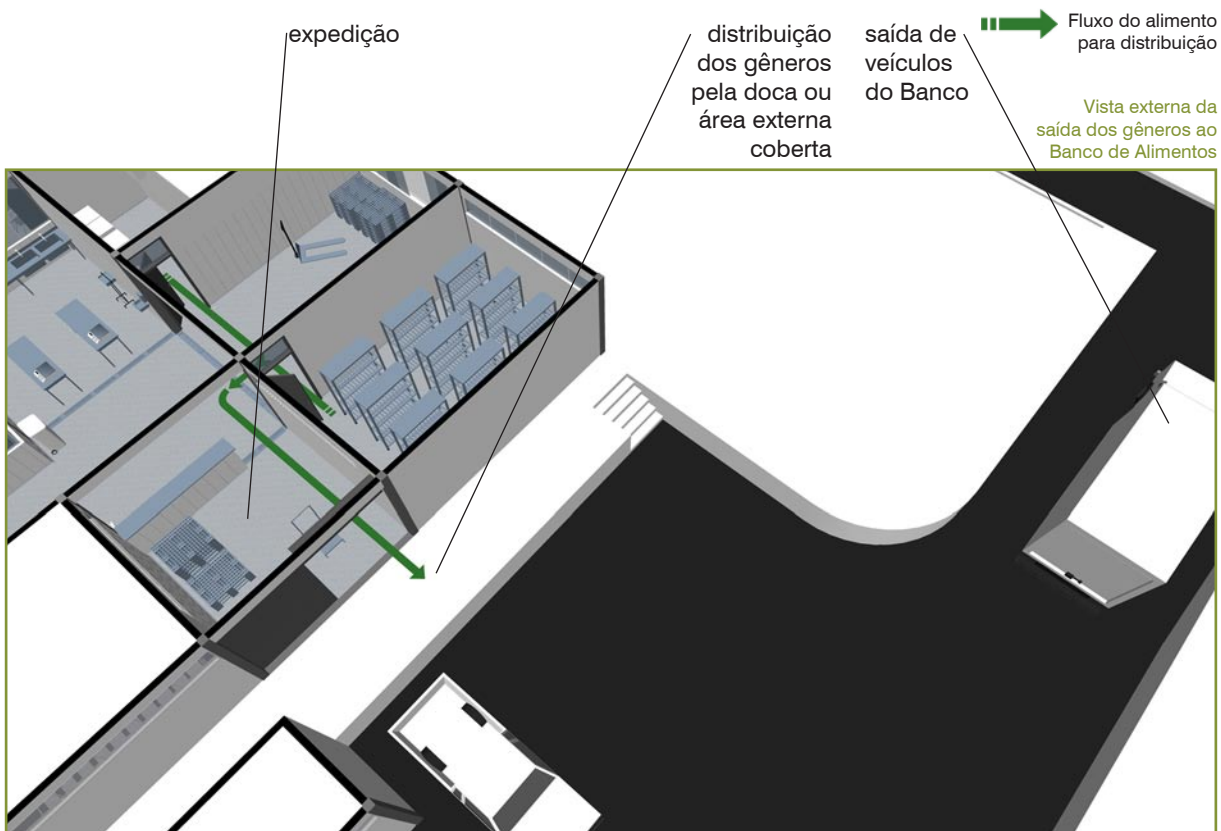 expedição
distribuição
dos gêneros
pela doca ou
área externa
coberta
saída de
veículos
do Banco
Fluxo do alimento
para distribuição
Vista externa da
saída dos gêneros ao
Banco de Alimentos